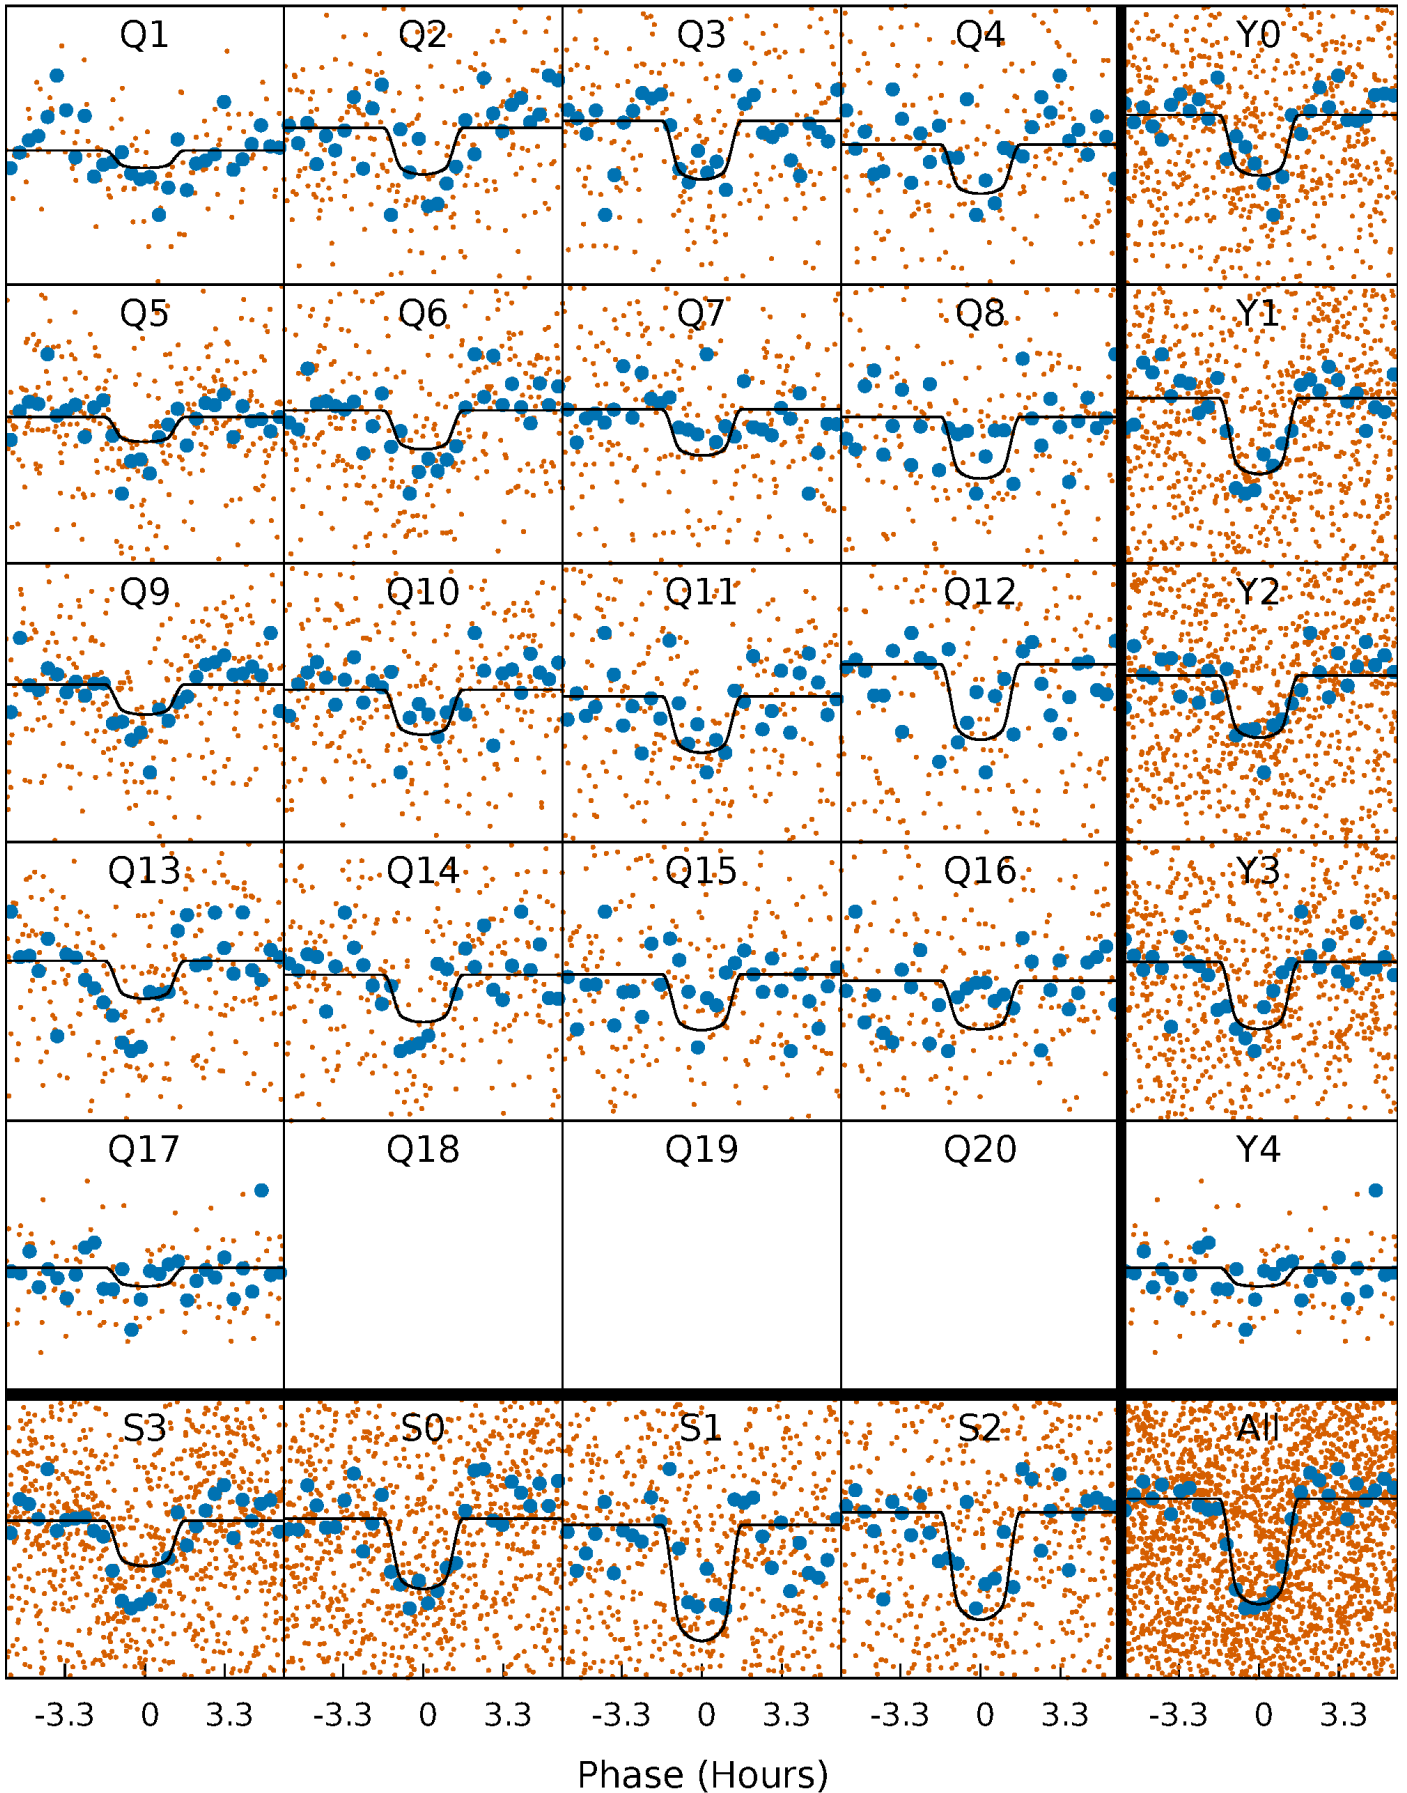 Q1 Q2 Q3 Q4 Y0
Q5 Q6 Q7 Q8 Y1
Q9 Q10 Q11 Q12 Y2
Q13 Q14 Q15 Q16 Y3
Q17 Q18 Q19 Q20 Y4
S3 S0 S1 S2 All
-3.3 0 3.3 -3.3 0 3.3 -3.3 0 3.3 -3.3 0 3.3 -3.3 0 3.3
Phase (Hours)